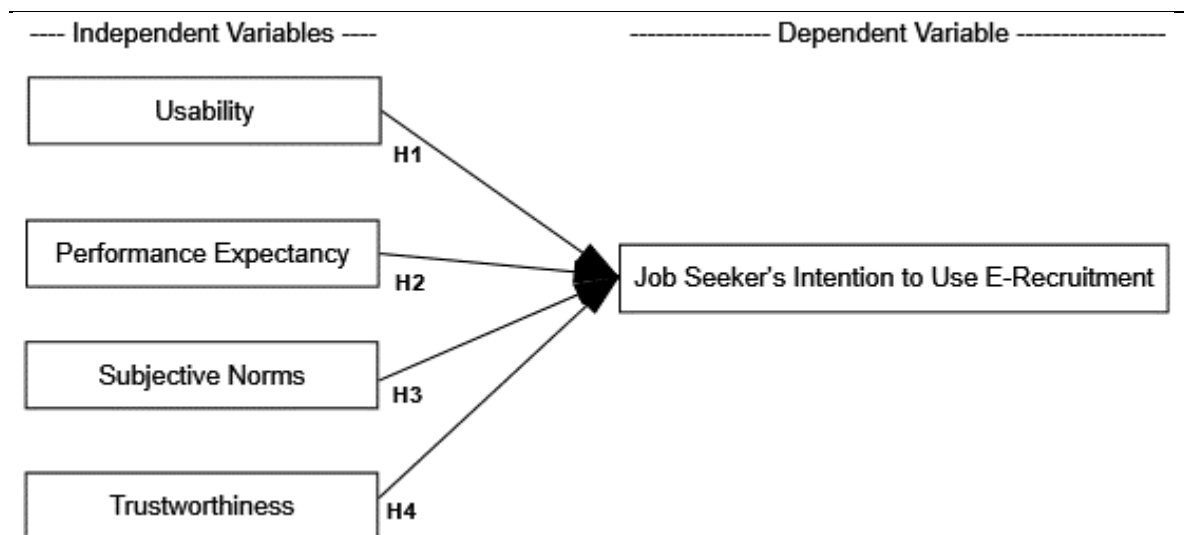 ---- Independent Variables ----
---------------- Dependent Variable -----------------
Usability
H1
Performance Expectancy
H2
Job Seeker's Intention to Use E-Recruitment
Subjective Norms
H3
Trustworthiness
H4